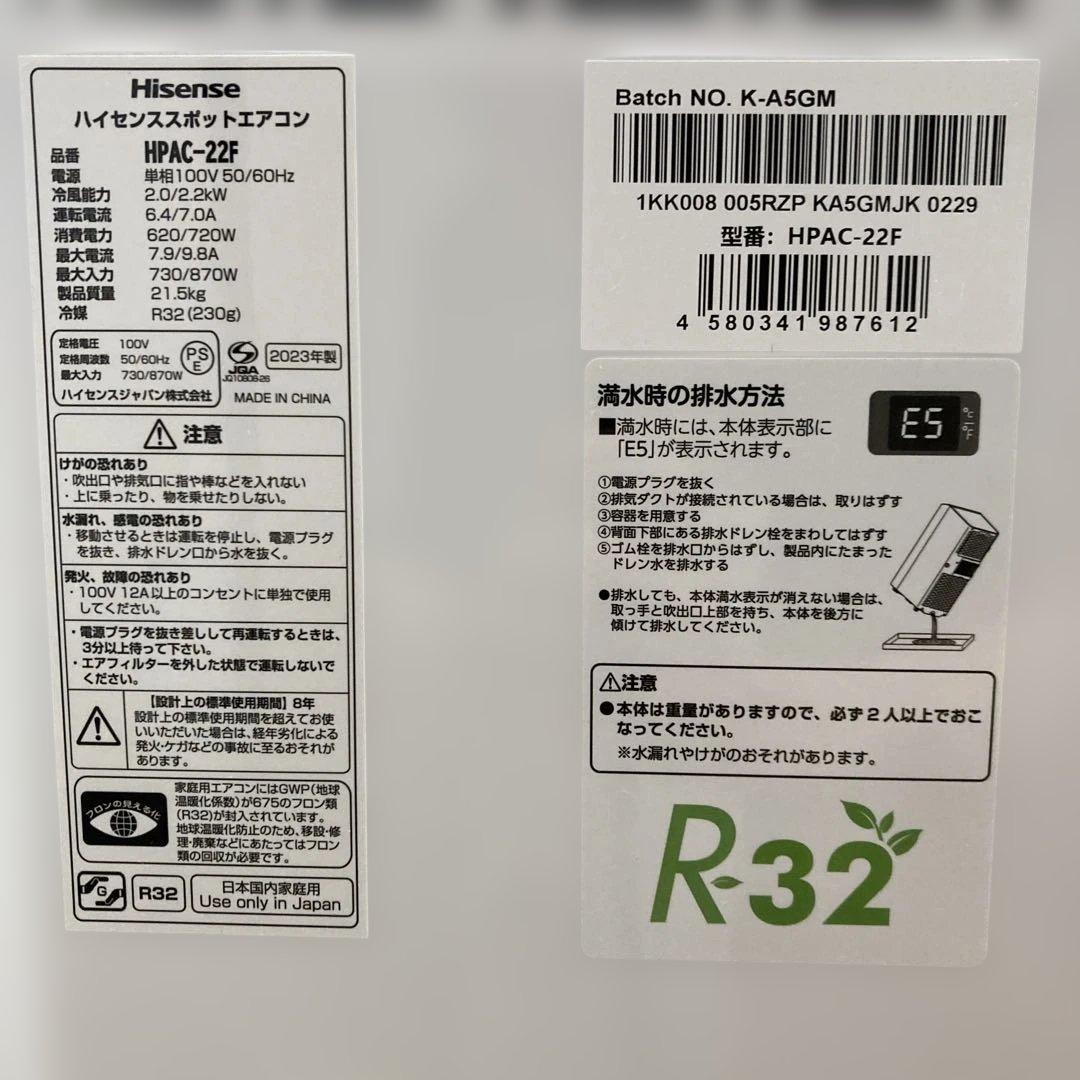 Hisense
ハイセンススポットエアコン
品番 HPAC-22F
電源 単相100V 50/60Hz
冷風能力 2.0/2.2kW
運転電流 6.4/7.0A
消費電力 620/720W
最大電流 7.9/9.8A
最大入力 730/870W
製品質量 21.5kg
冷媒 R32(230g)
定格電圧 100V
定格周波数 50/60Hz
最大入力 730/870W
ハイセンスジャパン株式会社
PS
E
JQA
JQ10808-26
2023年製
MADE IN CHINA
注意
けがの恐れあり
・吹出口や排気口に指や棒などを入れない
・上に乗ったり、物を乗せたりしない。
水漏れ、感電の恐れあり
・移動させるときは運転を停止し、電源プラグ
を抜き、排水ドレン口から水を抜く。
発火、故障の恐れあり
・100V 12A以上のコンセントに単独で使用
してください。
・電源プラグを抜き差しして再運転するときは、
3分以上待って下さい。
・エアフィルターを外した状態で運転しないで
ください。
【設計上の標準使用期間】8年
設計上の標準使用期間を超えてお使
いいただいた場合は、経年劣化による
発火・ケガなどの事故に至るおそれが
あります。
フロンの見える化
家庭用エアコンにはGWP(地球
温暖化係数)が675のフロン類
(R32)が封入されています。
地球温暖化防止のため、移設・修
理・廃棄などにあたってはフロン
類の回収が必要です。
G
R32
日本国内家庭用
Use only in Japan
Batch NO. K-A5GM
1KK008 005RZP KA5GMJK 0229
型番: HPAC-22F
4 580341 987612
満水時の排水方法
■満水時には、本体表示部に
「E5」が表示されます。
E5
℃
℉
①電源プラグを抜く
②排気ダクトが接続されている場合は、取りはずす
③容器を用意する
④背面下部にある排水ドレン栓をまわしてはずす
⑤ゴム栓を排水口からはずし、製品内にたまった
ドレン水を排水する
●排水しても、本体満水表示が消えない場合は、
取っ手と吹出口上部を持ち、本体を後方に
傾けて排水してください。
注意
●本体は重量がありますので、必ず2人以上でおこ
なってください。
※水漏れやけがのおそれがあります。
R-32